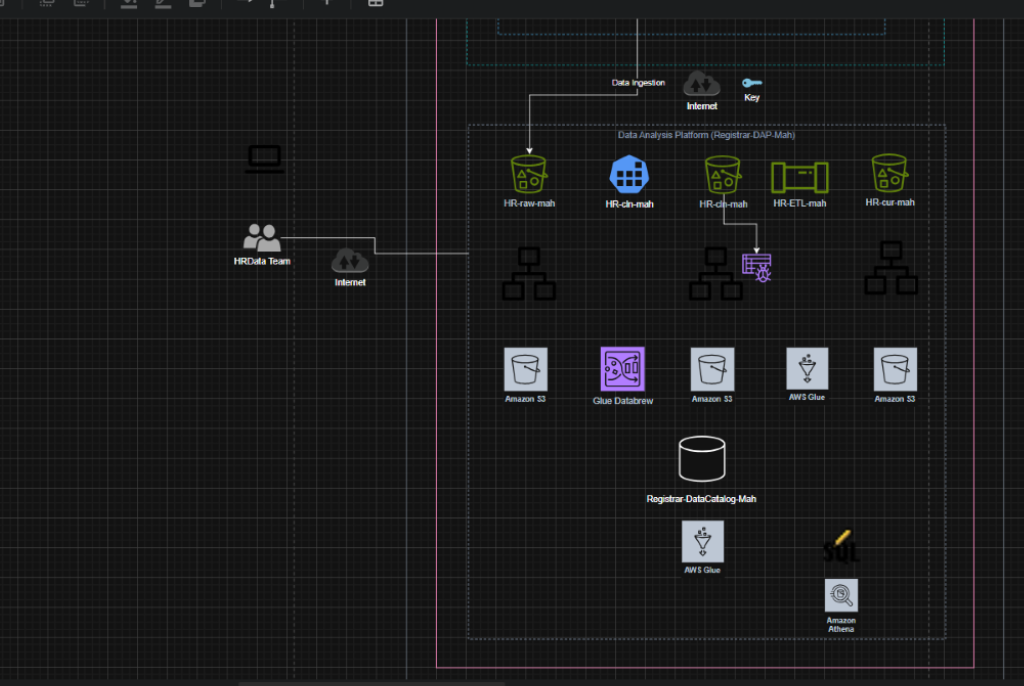 Data Ingestion
Internet
Key
Data Analysis Platform (Registrar-DAP-Mah)
HR-raw-mah
HR-cln-mah
HR-cln-mah
HR-ETL-mah
HR-cur-mah
HRData Team
Internet
Amazon S3
Glue Databrew
Amazon S3
AWS Glue
Amazon S3
Registrar-DataCatalog-Mah
AWS Glue
SQL
Amazon
Athena